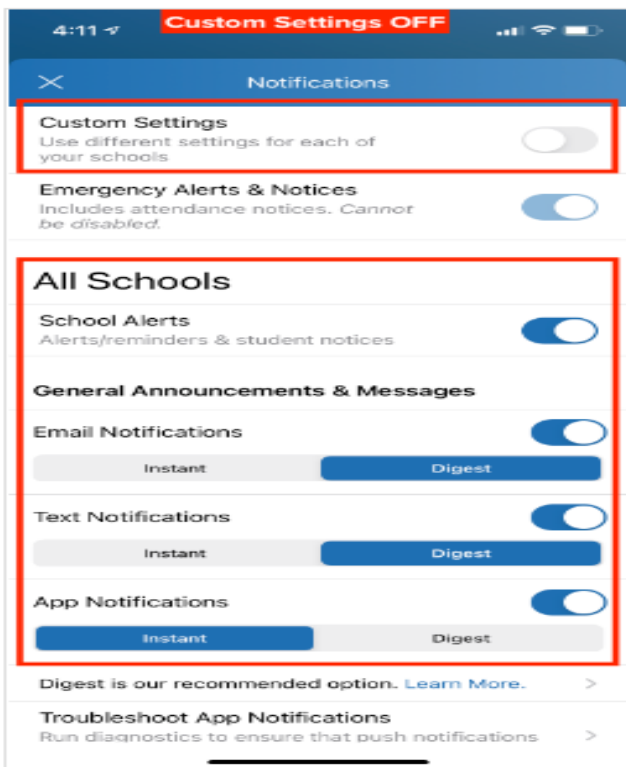 Custom Settings OFF
4:11
Notifications
Custom Settings
Use different settings for each of
your schools
Emergency Alerts & Notices
Includes attendance notices. Cannot
be disabled.
All Schools
School Alerts
Alerts/reminders & student notices
General Announcements & Messages
Email Notifications
Instant Digest
Text Notifications
Instant Digest
App Notifications
Instant Digest
Digest is our recommended option. Learn More.
Troubleshoot App Notifications
Run diagnostics to ensure that push notifications